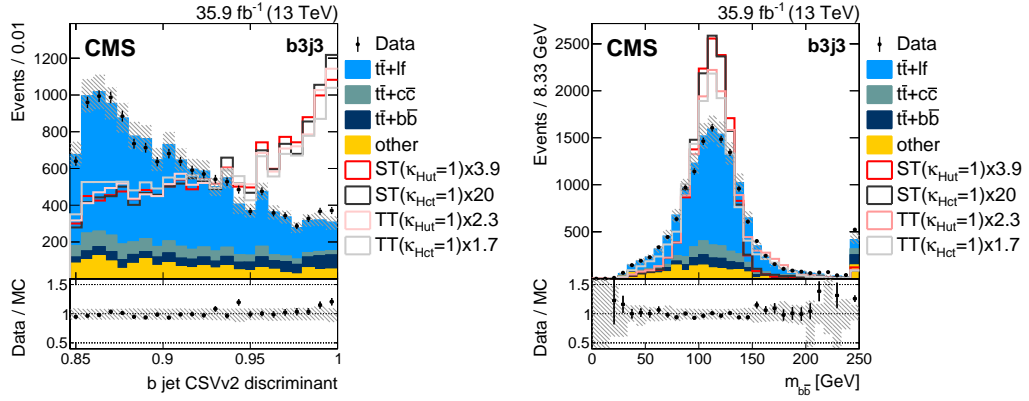 35.9 fb⁻¹ (13 TeV)
Events / 0.01
1200
1000
800
600
400
200
CMS
b3j3
Data
tt̄+lf
tt̄+cc̄
tt̄+bb̄
other
ST(κHut=1)x3.9
ST(κHct=1)x20
TT(κHut=1)x2.3
TT(κHct=1)x1.7
Data / MC
1.5
1
0.5
0.85
0.9
0.95
1
b jet CSVv2 discriminant
35.9 fb⁻¹ (13 TeV)
Events / 8.33 GeV
2500
2000
1500
1000
500
CMS
b3j3
Data
tt̄+lf
tt̄+cc̄
tt̄+bb̄
other
ST(κHut=1)x3.9
ST(κHct=1)x20
TT(κHut=1)x2.3
TT(κHct=1)x1.7
Data / MC
1.5
1
0.5
0
50
100
150
200
250
mbb̄ [GeV]